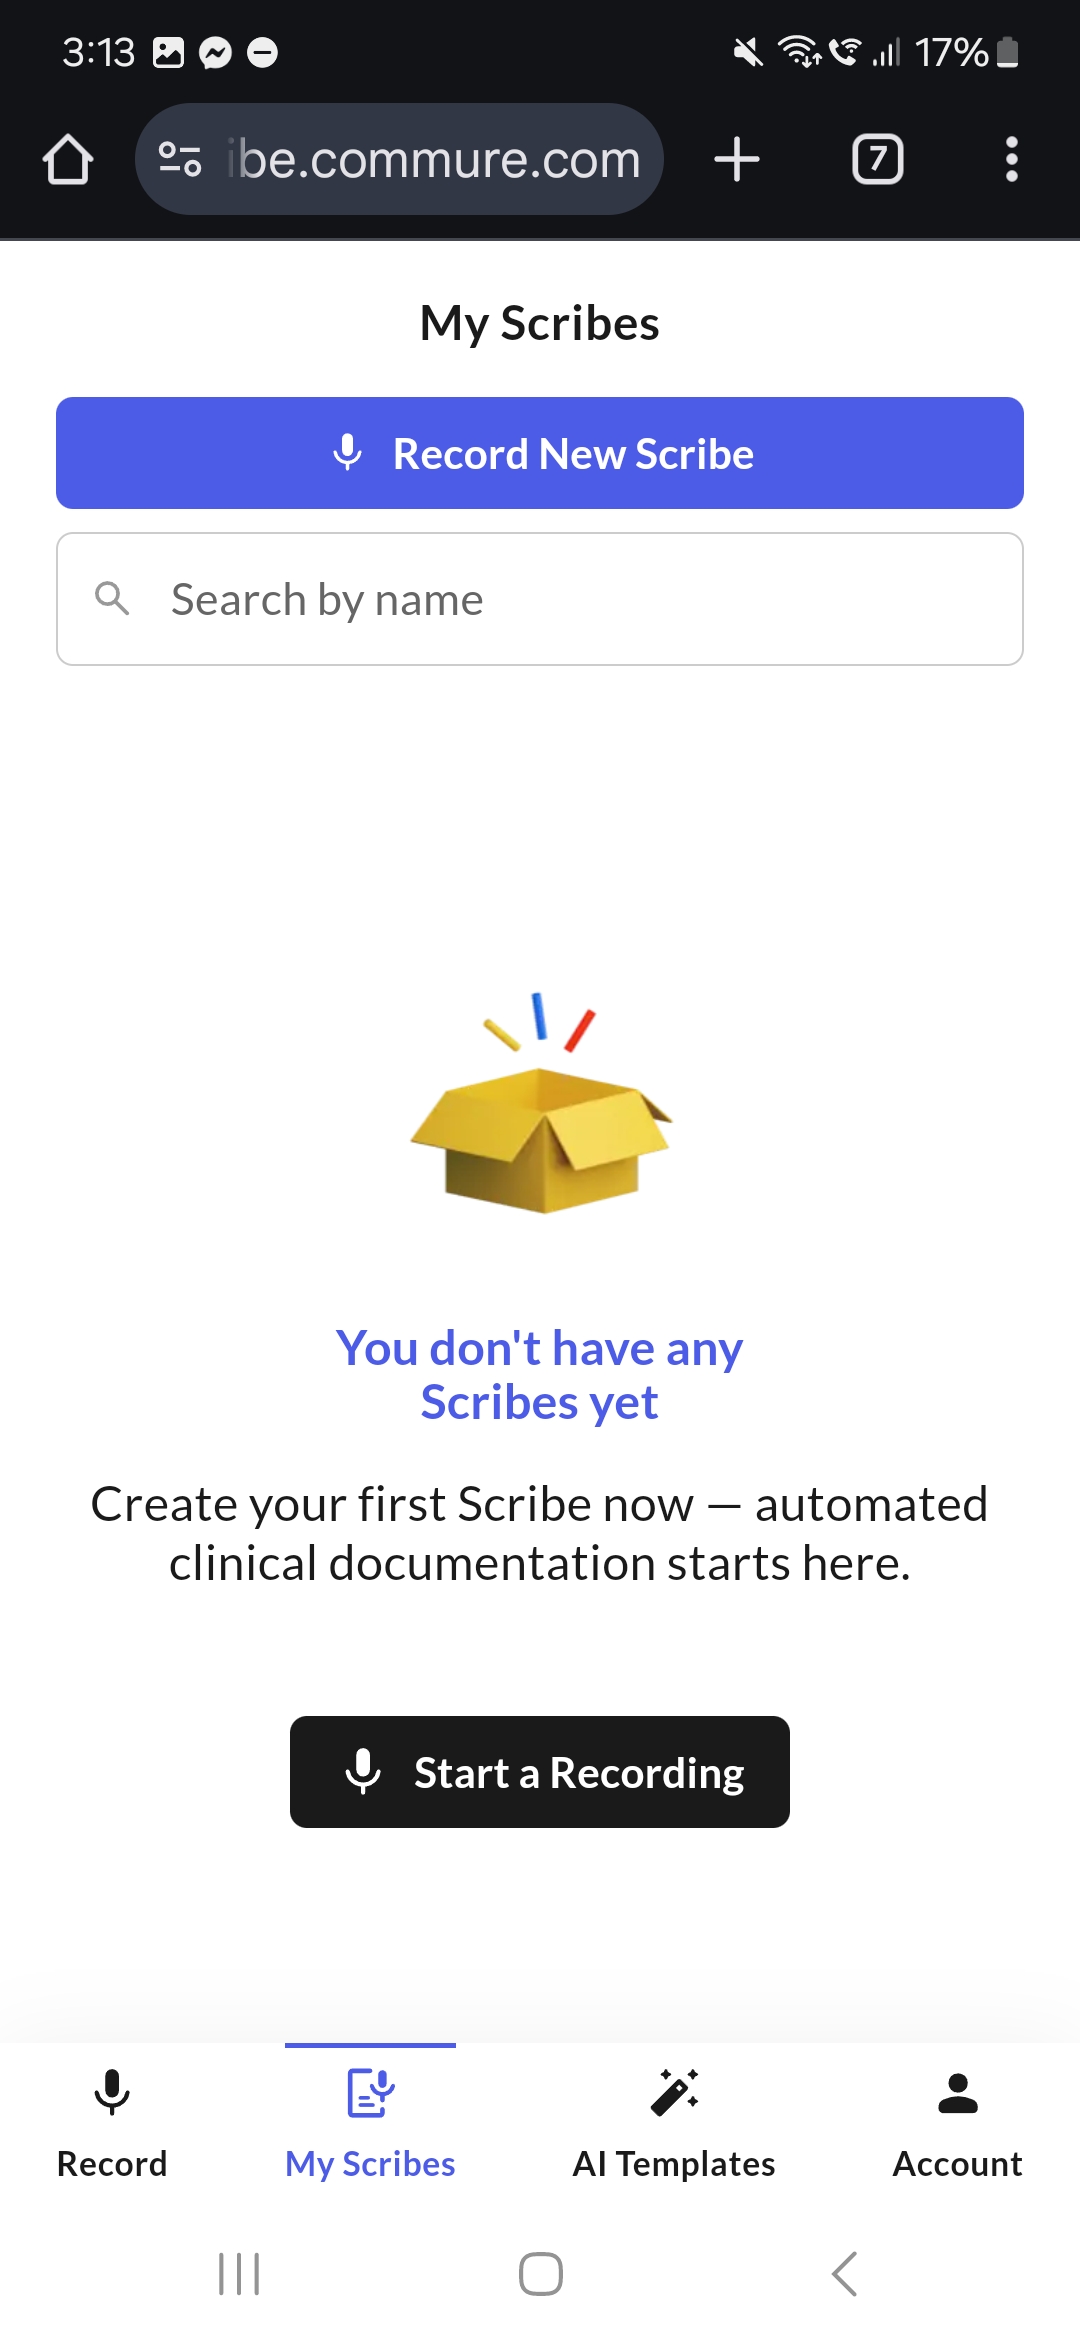 3:13
17%
ibe.commure.com
7
My Scribes
Record New Scribe
Search by name
You don't have any
Scribes yet
Create your first Scribe now — automated
clinical documentation starts here.
Start a Recording
Record
My Scribes
AI Templates
Account